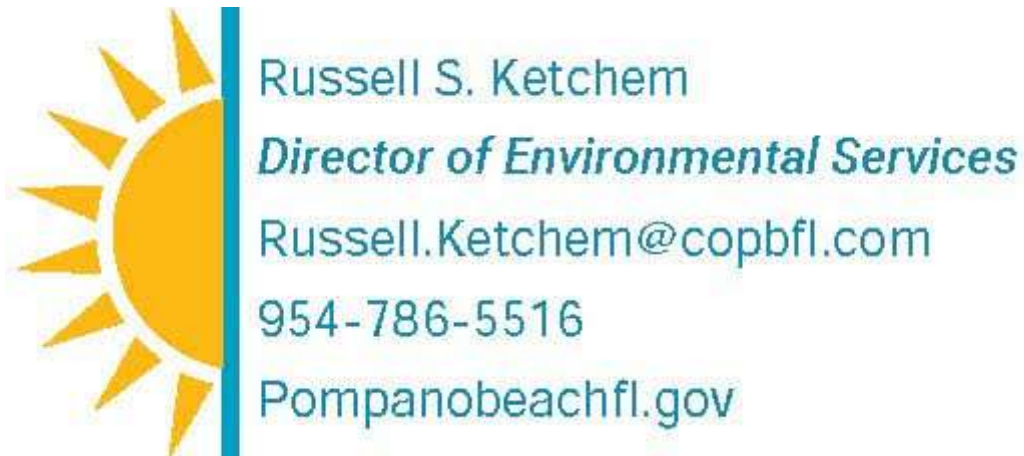 Russell S. Ketchem
Director of Environmental Services
Russell.Ketchem@copbfl.com
954-786-5516
Pompanobeachfl.gov